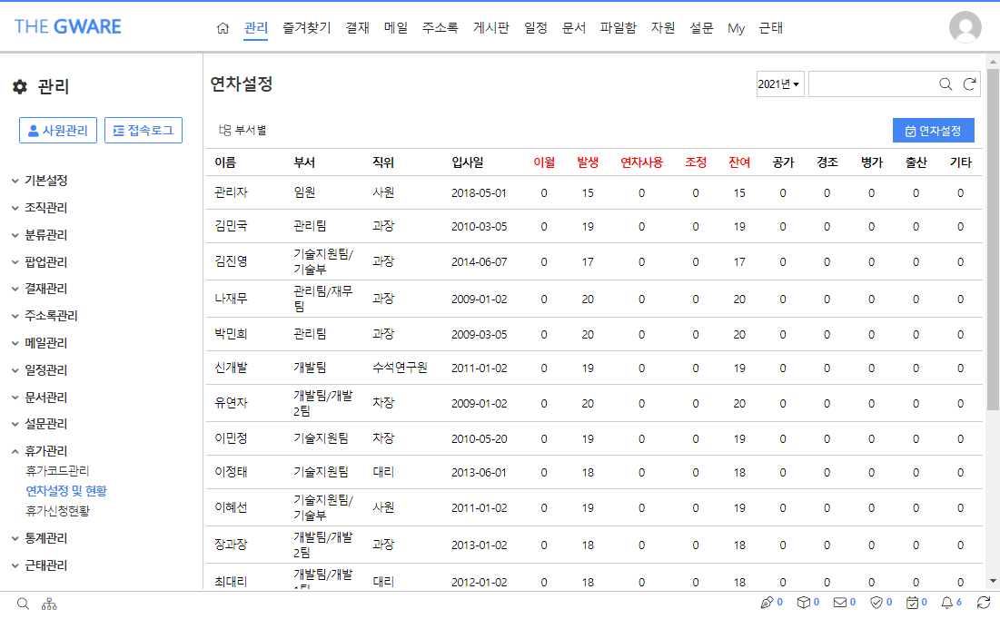 THE GWARE
관리 즐겨찾기 결재 메일 주소록 게시판 일정 문서 파일함 자원 설문 My 근태
관리
사원관리 접속로그
기본설정
조직관리
분류관리
팝업관리
결재관리
주소록관리
메일관리
일정관리
문서관리
설문관리
휴가관리
휴가코드관리
연차설정 및 현황
휴가신청현황
통계관리
근태관리
연차설정
2021년
부서별
연차설정
이름 부서 직위 입사일 이월 발생 연차사용 조정 잔여 공가 경조 병가 출산 기타
관리자 임원 사원 2018-05-01 0 15 0 0 15 0 0 0 0 0
김민국 관리팀 과장 2010-03-05 0 19 0 0 19 0 0 0 0 0
김진영 기술지원팀/ 과장 2014-06-07 0 17 0 0 17 0 0 0 0 0
기술부
나재무 관리팀/재무 과장 2009-01-02 0 20 0 0 20 0 0 0 0 0
팀
박민희 관리팀 과장 2009-03-05 0 20 0 0 20 0 0 0 0 0
신개발 개발팀 수석연구원 2011-01-02 0 19 0 0 19 0 0 0 0 0
유연자 개발팀/개발 차장 2009-01-02 0 20 0 0 20 0 0 0 0 0
2팀
이민정 기술지원팀 차장 2010-05-20 0 19 0 0 19 0 0 0 0 0
이정태 기술지원팀 대리 2013-06-01 0 18 0 0 18 0 0 0 0 0
이혜선 기술지원팀/ 사원 2011-01-02 0 19 0 0 19 0 0 0 0 0
기술부
장과장 개발팀/개발 과장 2013-01-02 0 18 0 0 18 0 0 0 0 0
2팀
최대리 개발팀/개발 대리 2012-01-02 0 18 0 0 18 0 0 0 0 0
1팀
0 0 0 0 0 6